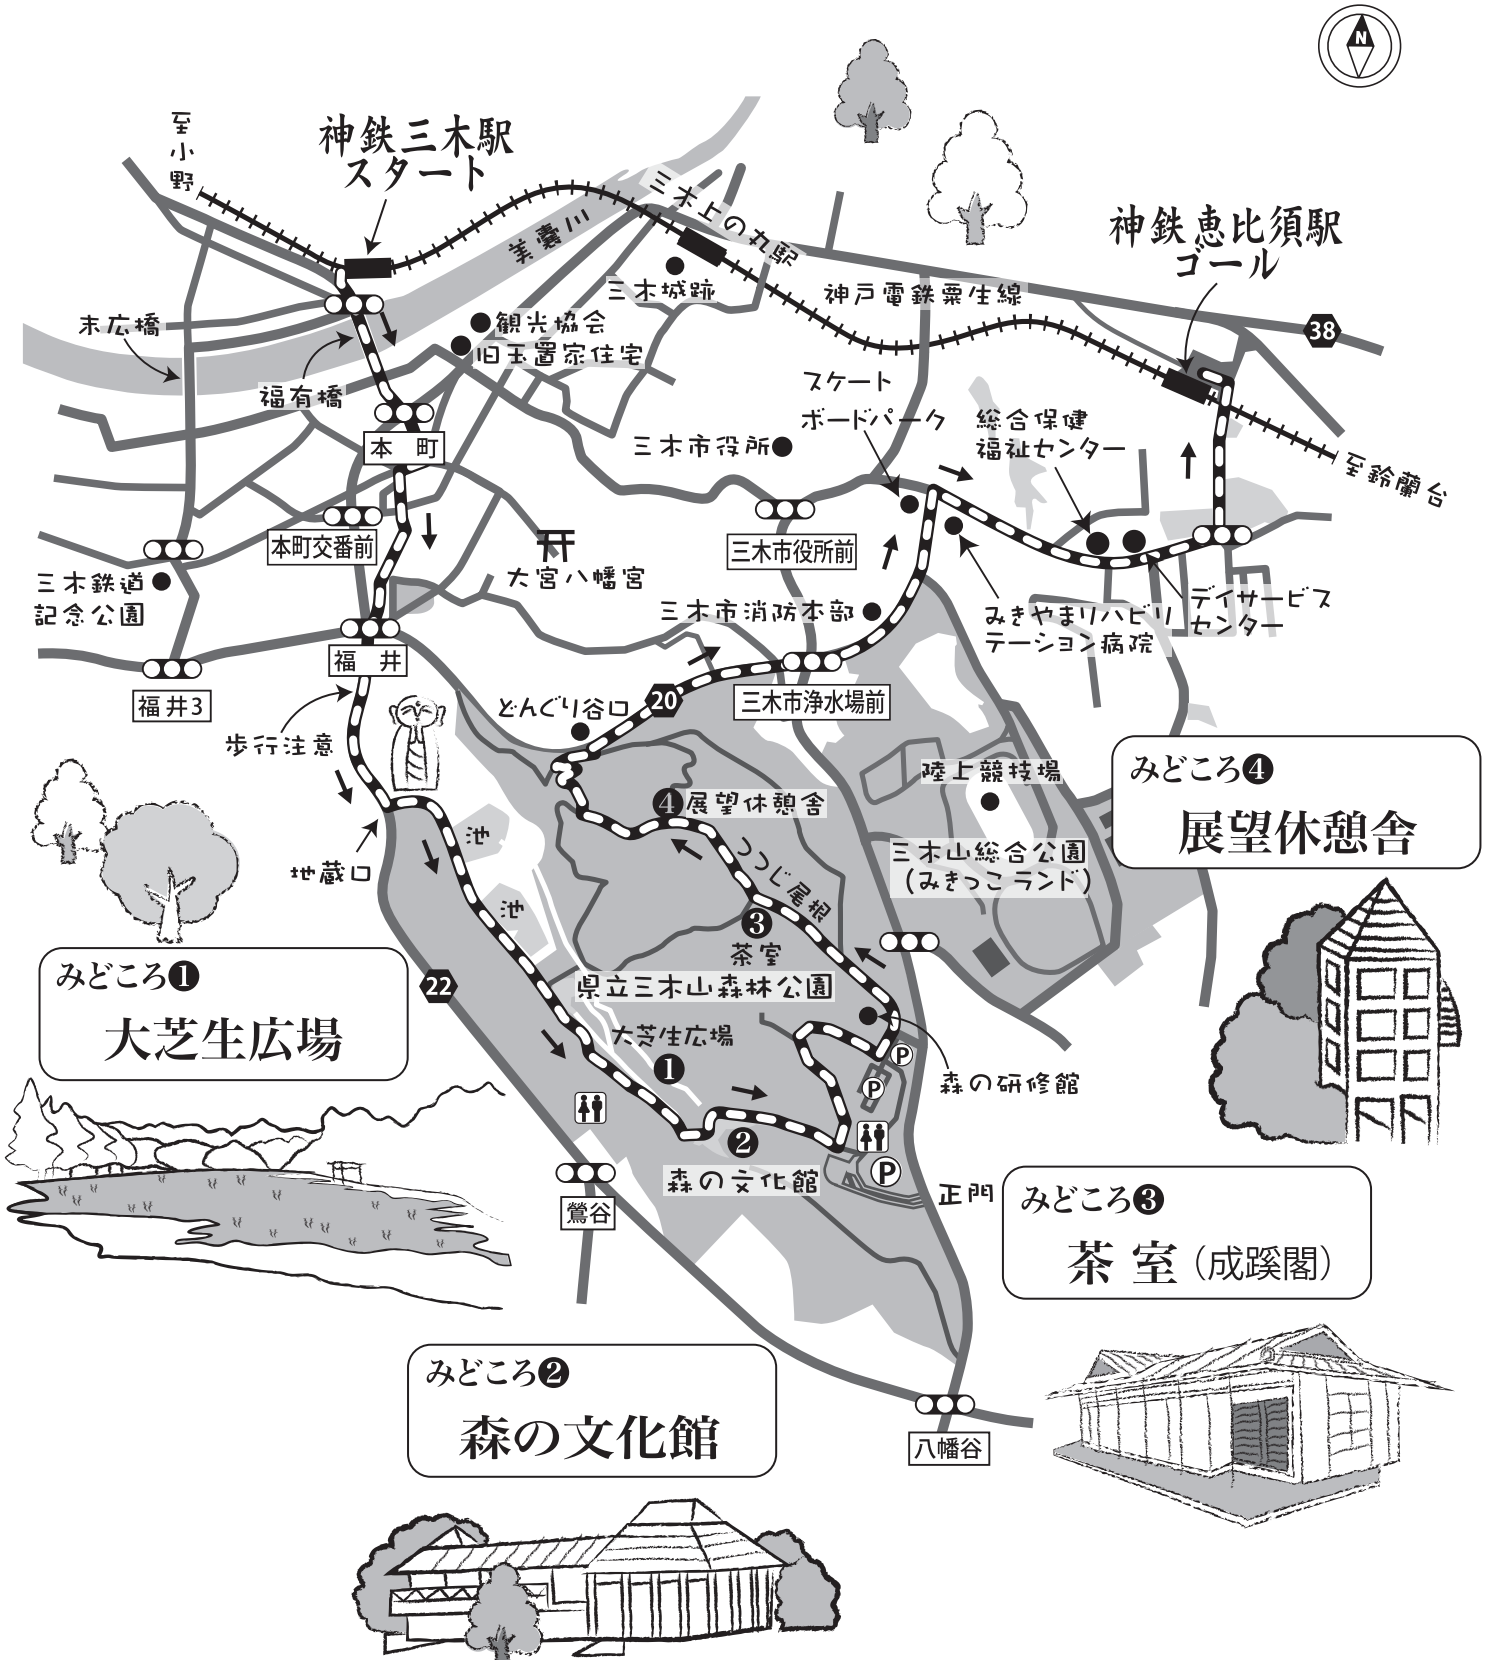 N
至小野
神鉄三木駅
スタート
美嚢川
三木上の丸駅
神鉄恵比須駅
ゴール
三木城跡
神戸電鉄粟生線
38
末広橋
観光協会
旧玉置家住宅
福有橋
スケート
ボードパーク
総合保健
福祉センター
本 町
三木市役所
至鈴蘭台
本町交番前
三木市役所前
大宮八幡宮
三木鉄道
記念公園
三木市消防本部
みきやまリハビリ
テーション病院
デイサービス
センター
福 井
福井3
20
三木市浄水場前
どんぐり谷口
歩行注意
陸上競技場
みどころ❹
展望休憩舎
❹展望休憩舎
池
つつじ尾根
三木山総合公園
(みきっこランド)
地蔵口
池
❸
茶室
みどころ❶
大芝生広場
22
県立三木山森林公園
大芝生広場
❶
P
P
森の研修館
❷
森の文化館
P
正門
みどころ❸
茶 室(成蹊閣)
鶯谷
みどころ❷
森の文化館
八幡谷